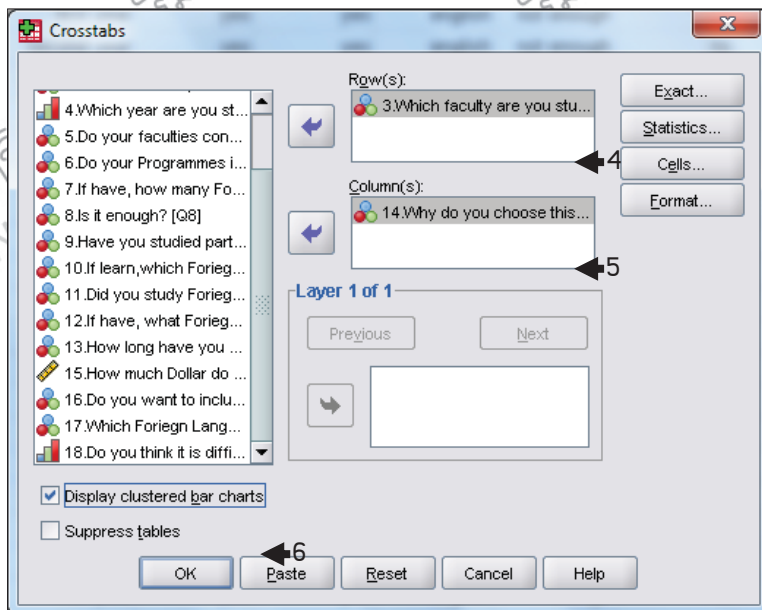 Crosstabs
4.Which year are you st...
5.Do your faculties con...
6.Do your Programmes i...
7.If have, how many Fo...
8.Is it enough? [Q8]
9.Have you studied part...
10.If learn,which Forieg...
11.Did you study Forieg...
12.If have, what Forieg...
13.How long have you ...
15.How much Dollar do ...
16.Do you want to inclu...
17.Which Foriegn Lang...
18.Do you think it is diffi...
Row(s):
3.Which faculty are you stu...
4
Column(s):
14.Why do you choose this...
5
Layer 1 of 1
Previous
Next
Exact...
Statistics...
Cells...
Format...
Display clustered bar charts
Suppress tables
6
OK
Paste
Reset
Cancel
Help